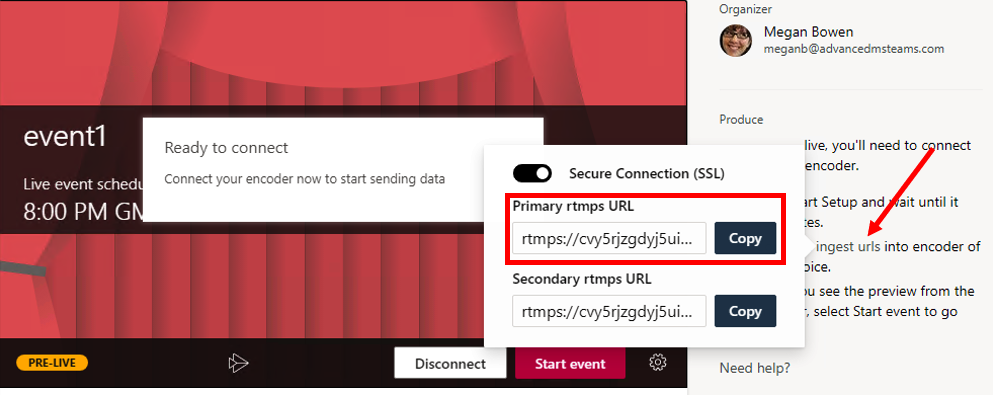 Organizer
Megan Bowen
meganb@advancedmsteams.com
event1
Live event schedu
8:00 PM GM
Ready to connect
Connect your encoder now to start sending data
Secure Connection (SSL)
Primary rtmps URL
rtmps://cvy5rjzgdyj5ui...
Copy
Secondary rtmps URL
rtmps://cvy5rjzgdyj5ui...
Copy
Produce
live, you'll need to connect
encoder.
art Setup and wait until it
tes.
ingest urls into encoder of
oice.
ou see the preview from the
r, select Start event to go
Need help?
PRE-LIVE
Disconnect
Start event